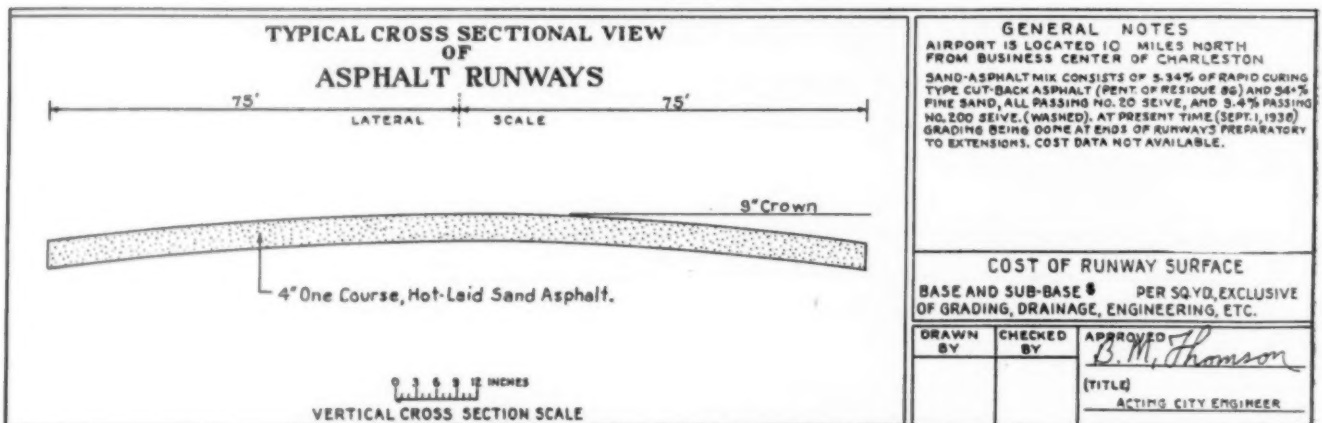 TYPICAL CROSS SECTIONAL VIEW
OF
ASPHALT RUNWAYS
75' 75'
LATERAL SCALE
9" Crown
4" One Course, Hot-Laid Sand Asphalt.
0 3 6 9 12 INCHES
VERTICAL CROSS SECTION SCALE
GENERAL NOTES
AIRPORT IS LOCATED 10 MILES NORTH
FROM BUSINESS CENTER OF CHARLESTON
SAND-ASPHALT MIX CONSISTS OF 5.34% OF RAPID CURING
TYPE CUT-BACK ASPHALT (PENT. OF RESIDUE 86) AND 94+%
FINE SAND, ALL PASSING NO. 20 SEIVE, AND 9.4% PASSING
NO. 200 SEIVE. (WASHED). AT PRESENT TIME (SEPT. 1, 1938)
GRADING BEING DONE AT ENDS OF RUNWAYS PREPARATORY
TO EXTENSIONS. COST DATA NOT AVAILABLE.
COST OF RUNWAY SURFACE
BASE AND SUB-BASE $ PER SQ.YD, EXCLUSIVE
OF GRADING, DRAINAGE, ENGINEERING, ETC.
DRAWN BY
CHECKED BY
APPROVED
B. M. Thomson
(TITLE)
ACTING CITY ENGINEER